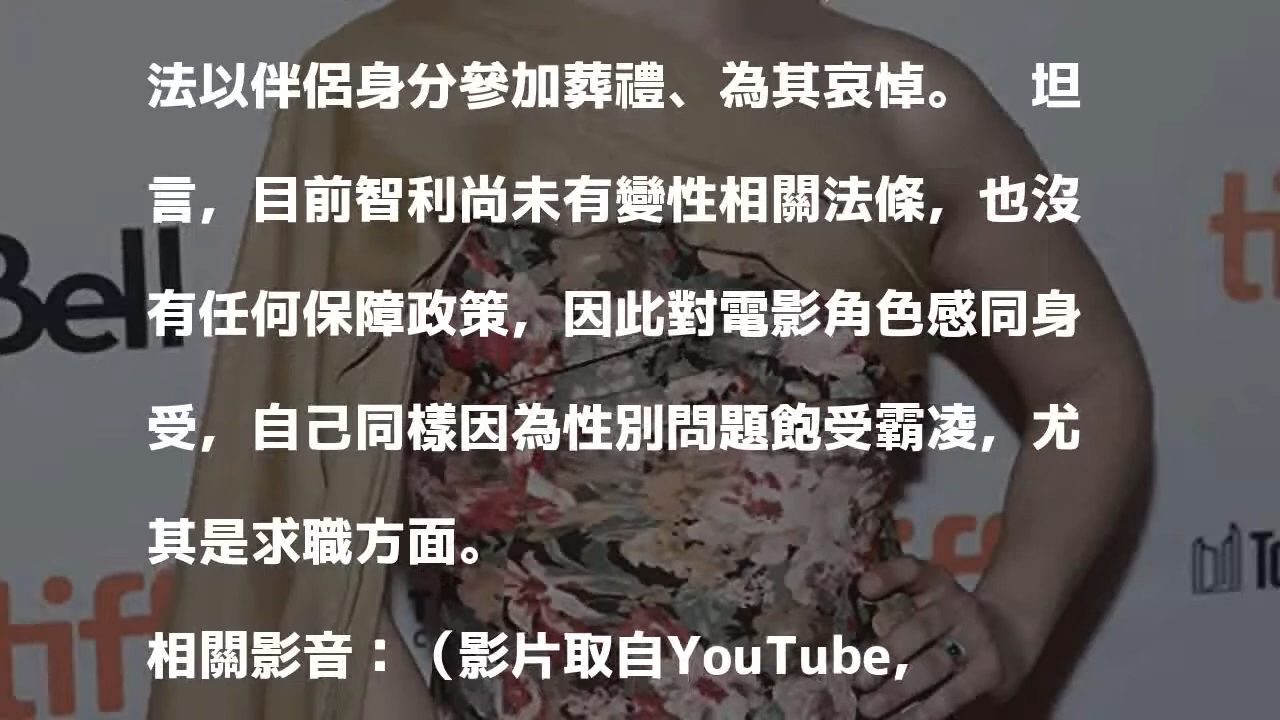 法以伴侶身分參加葬禮、為其哀悼。　坦
言，目前智利尚未有變性相關法條，也沒
有任何保障政策，因此對電影角色感同身
受，自己同樣因為性別問題飽受霸凌，尤
其是求職方面。
相關影音：（影片取自YouTube，
Bell
tiff
tiff